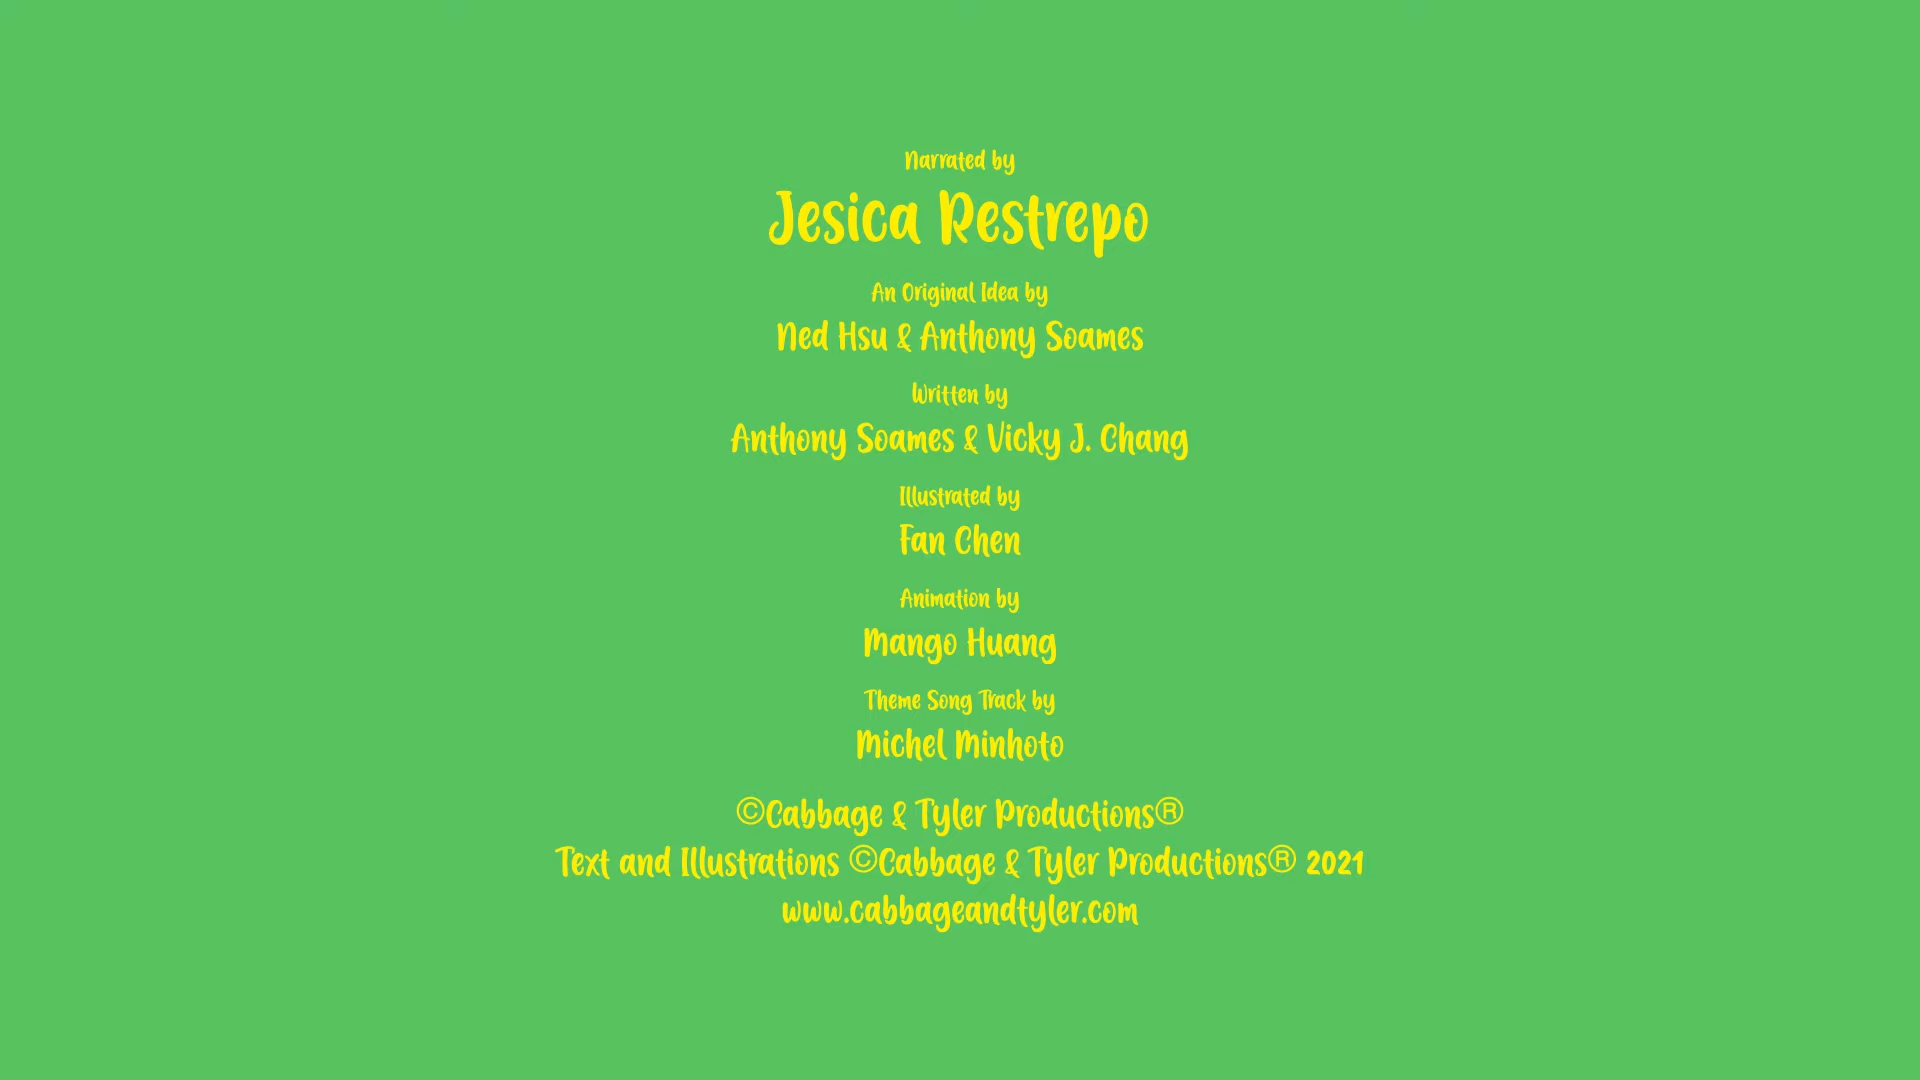 Narrated by
Jesica Restrepo
An Original Idea by
Ned Hsu & Anthony Soames
Written by
Anthony Soames & Vicky J. Chang
Illustrated by
Fan Chen
Animation by
Mango Huang
Theme Song Track by
Michel Minhoto
©Cabbage & Tyler Productions®
Text and Illustrations ©Cabbage & Tyler Productions® 2021
www.cabbageandtyler.com